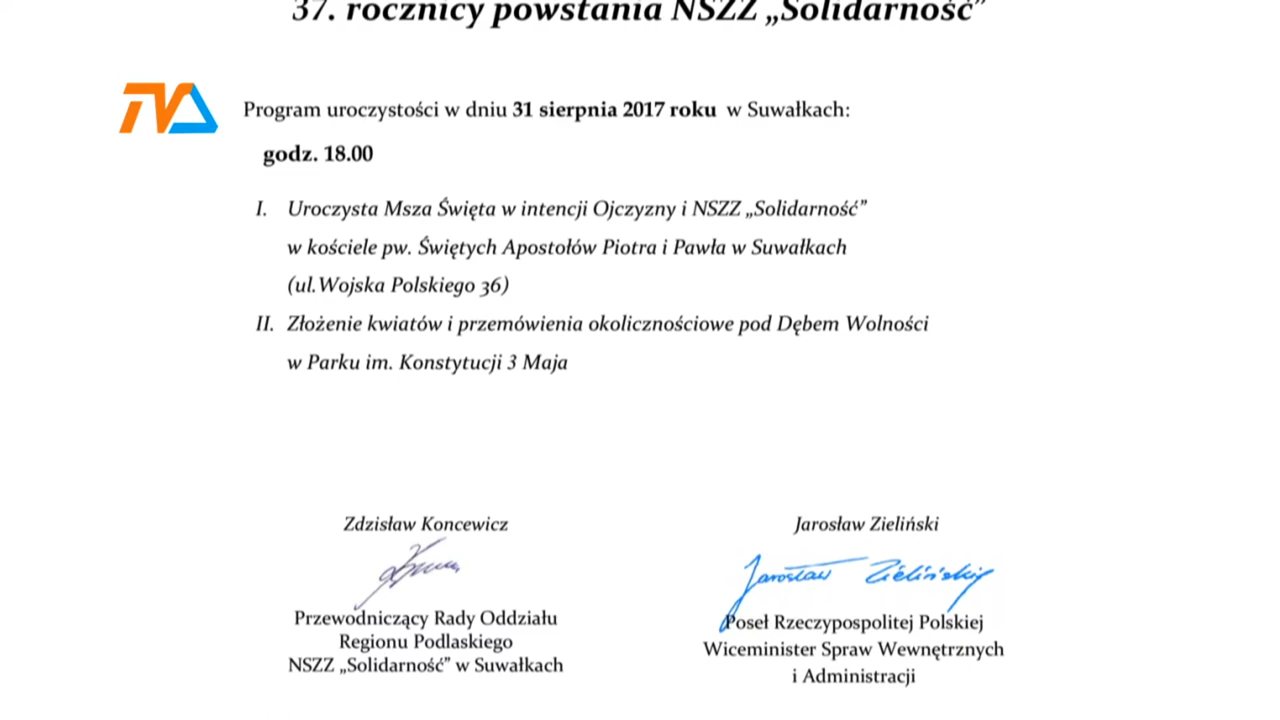 37. rocznicy powstania NSZZ „Solidarność”
TVA
Program uroczystości w dniu 31 sierpnia 2017 roku w Suwałkach:
godz. 18.00
I. Uroczysta Msza Święta w intencji Ojczyzny i NSZZ „Solidarność”
w kościele pw. Świętych Apostołów Piotra i Pawła w Suwałkach
(ul.Wojska Polskiego 36)
II. Złożenie kwiatów i przemówienia okolicznościowe pod Dębem Wolności
w Parku im. Konstytucji 3 Maja
Zdzisław Koncewicz
Przewodniczący Rady Oddziału
Regionu Podlaskiego
NSZZ „Solidarność” w Suwałkach
Jarosław Zieliński
Jarosław Zieliński
Poseł Rzeczypospolitej Polskiej
Wiceminister Spraw Wewnętrznych
i Administracji